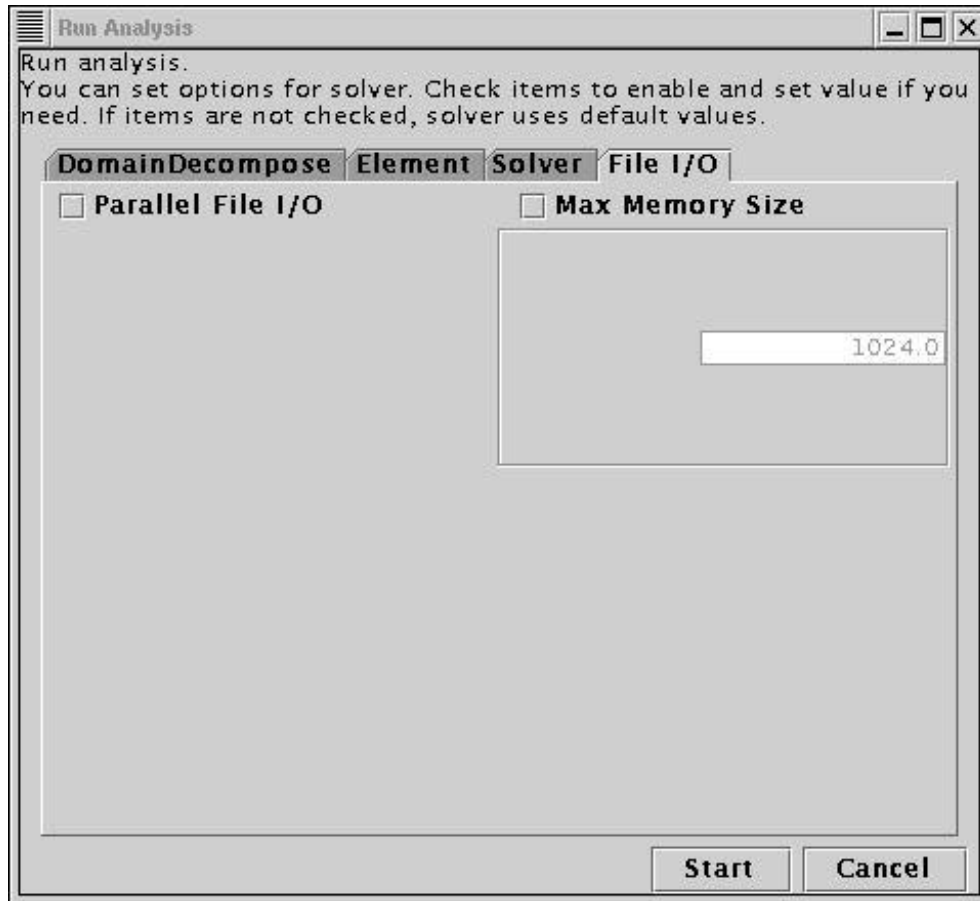 Run Analysis
Run analysis.
You can set options for solver. Check items to enable and set value if you
need. If items are not checked, solver uses default values.
DomainDecompose Element Solver File I/O
Parallel File I/O Max Memory Size
1024.0
Start Cancel